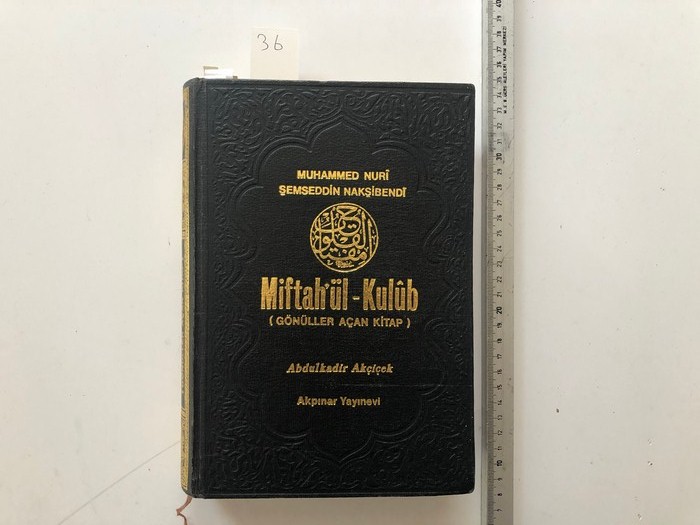 36
MUHAMMED NURÎ
ŞEMSEDDİN NAKŞİBENDÎ
Miftah'ül - Kulûb
( GÖNÜLLER AÇAN KİTAP )
Abdulkadir Akçiçek
Akpınar Yayınevi